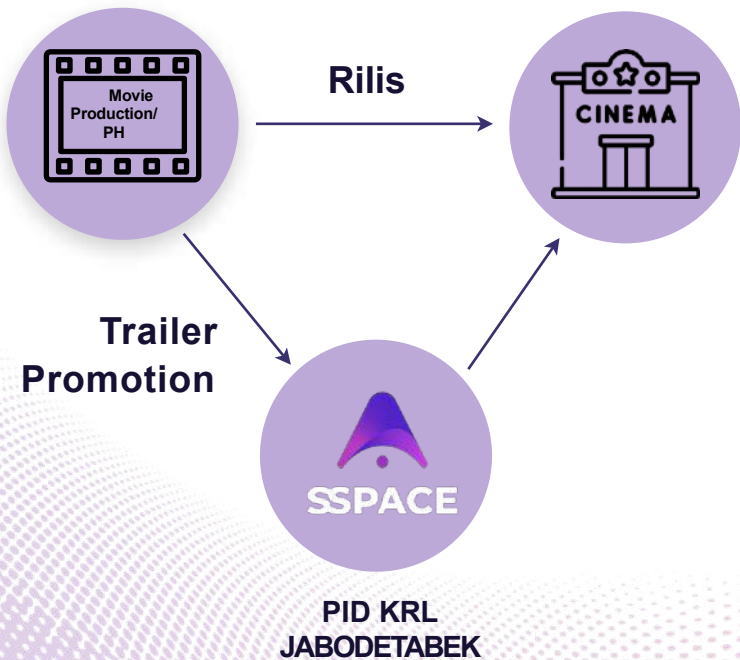 Movie
Production/
PH
Rilis
CINEMA
Trailer
Promotion
SSPACE
PID KRL
JABODETABEK